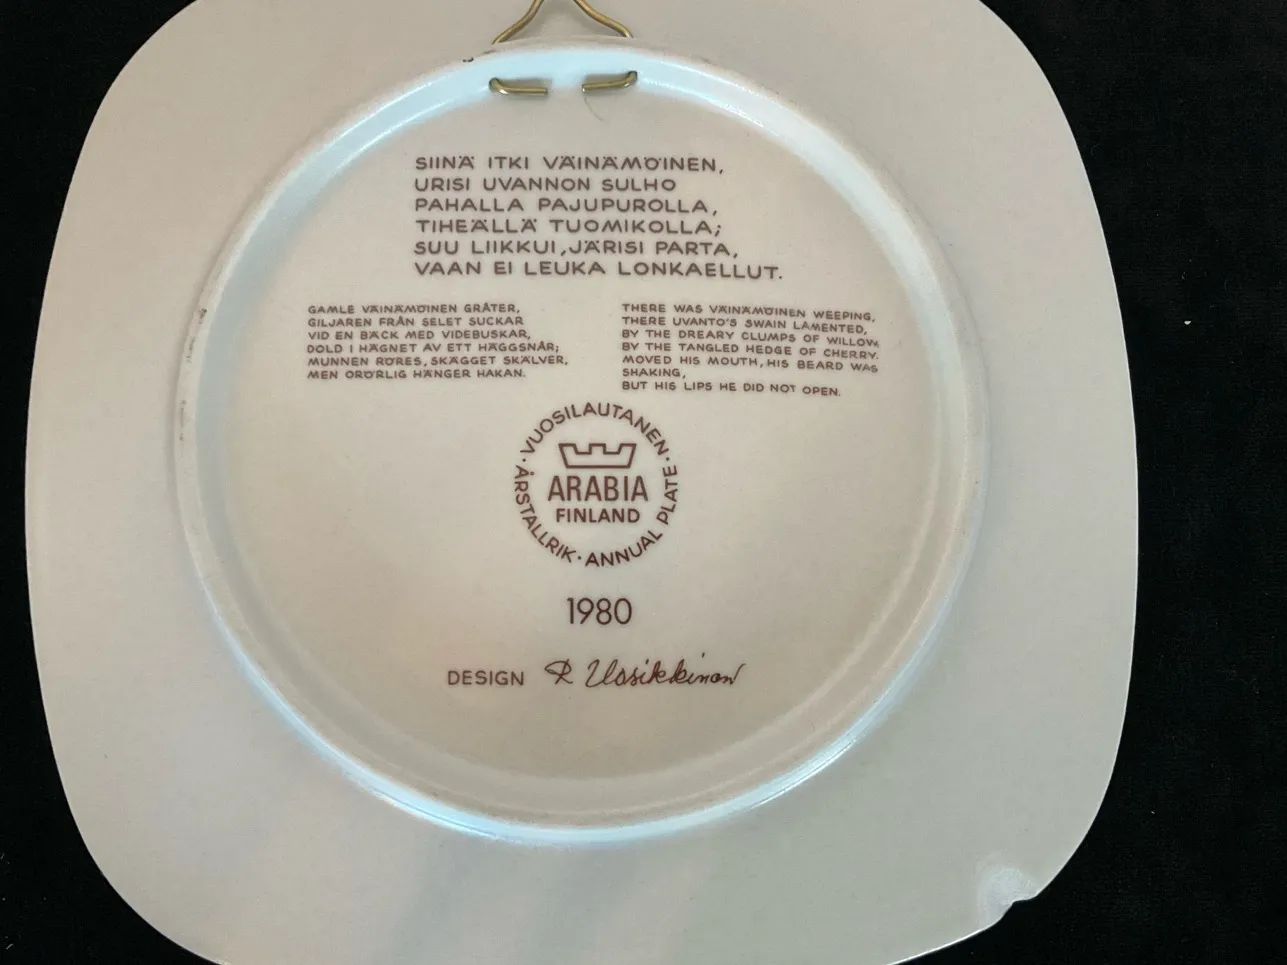 SIINÄ ITKI VÄINÄMÖINEN,
URISI UVANNON SULHO
PAHALLA PAJUPUROLLA,
TIHEÄLLÄ TUOMIKOLLA;
SUU LIIKKUI, JÄRISI PARTA,
VAAN EI LEUKA LONKAELLUT.
GAMLE VÄINÄMÖINEN GRÅTER,
GILJAREN FRÅN SELET SUCKAR
VID EN BÄCK MED VIDEBUSKAR,
DOLD I HÄGNET AV ETT HÄGGSNÅR;
MUNNEN RÖRES, SKÄGGET SKÄLVER,
MEN ORÖRLIG HÄNGER HAKAN.
THERE WAS VÄINÄMÖINEN WEEPING,
THERE UVANTO'S SWAIN LAMENTED,
BY THE DREARY CLUMPS OF WILLOW,
BY THE TANGLED HEDGE OF CHERRY.
MOVED HIS MOUTH, HIS BEARD WAS
SHAKING,
BUT HIS LIPS HE DID NOT OPEN.
· VUOSILAUTANEN ·
ARABIA
FINLAND
ÅRSTALLRIK · ANNUAL PLATE
1980
DESIGN R Uosikkinen